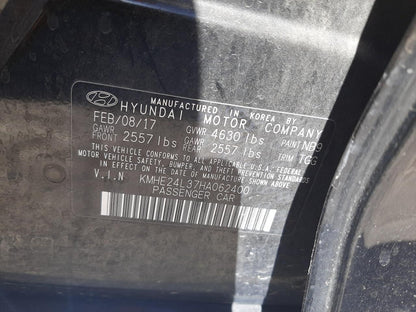 MANUFACTURED IN KOREA BY
HYUNDAI MOTOR COMPANY
FEB/08/17 GVWR 4630 lbs PAINT NB9
GAWR FRONT 2557 lbs GAWR REAR 2557 lbs TRIM TGG
THIS VEHICLE CONFORMS TO ALL APPLICABLE U.S.A. FEDERAL
MOTOR VEHICLE SAFETY, BUMPER, AND THEFT PREVENTION STANDARDS
IN EFFECT ON THE DATE OF MANUFACTURE SHOWN ABOVE.
V.I.N KMHE24L37HA062400
PASSENGER CAR